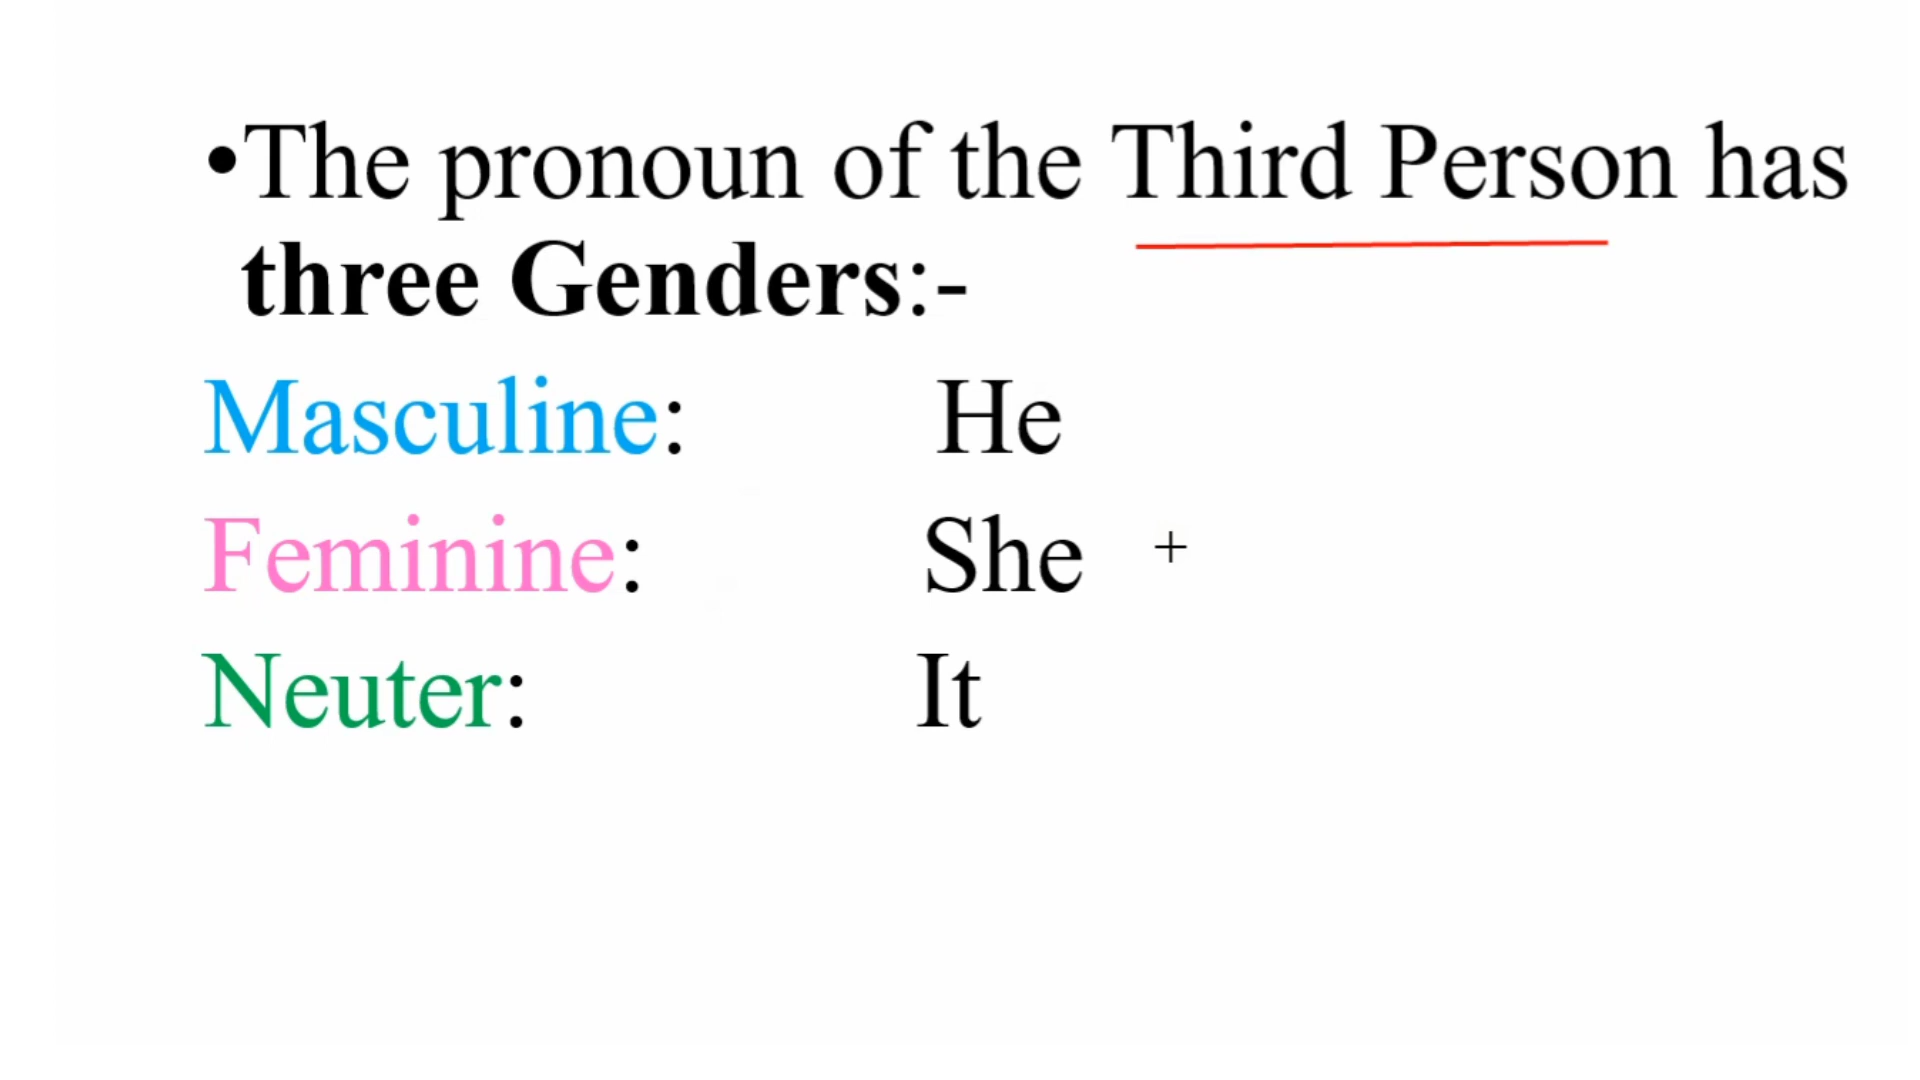 •The pronoun of the Third Person has
three Genders:-
Masculine: He
Feminine: She
Neuter: It